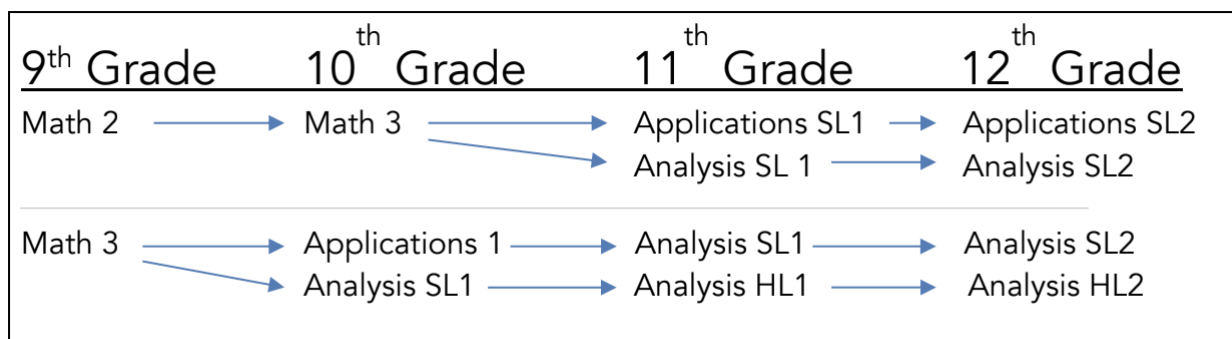 9th Grade 10th Grade 11th Grade 12th Grade
Math 2 Math 3 Applications SL1 Applications SL2
Analysis SL 1 Analysis SL2
Math 3 Applications 1 Analysis SL1 Analysis SL2
Analysis SL1 Analysis HL1 Analysis HL2